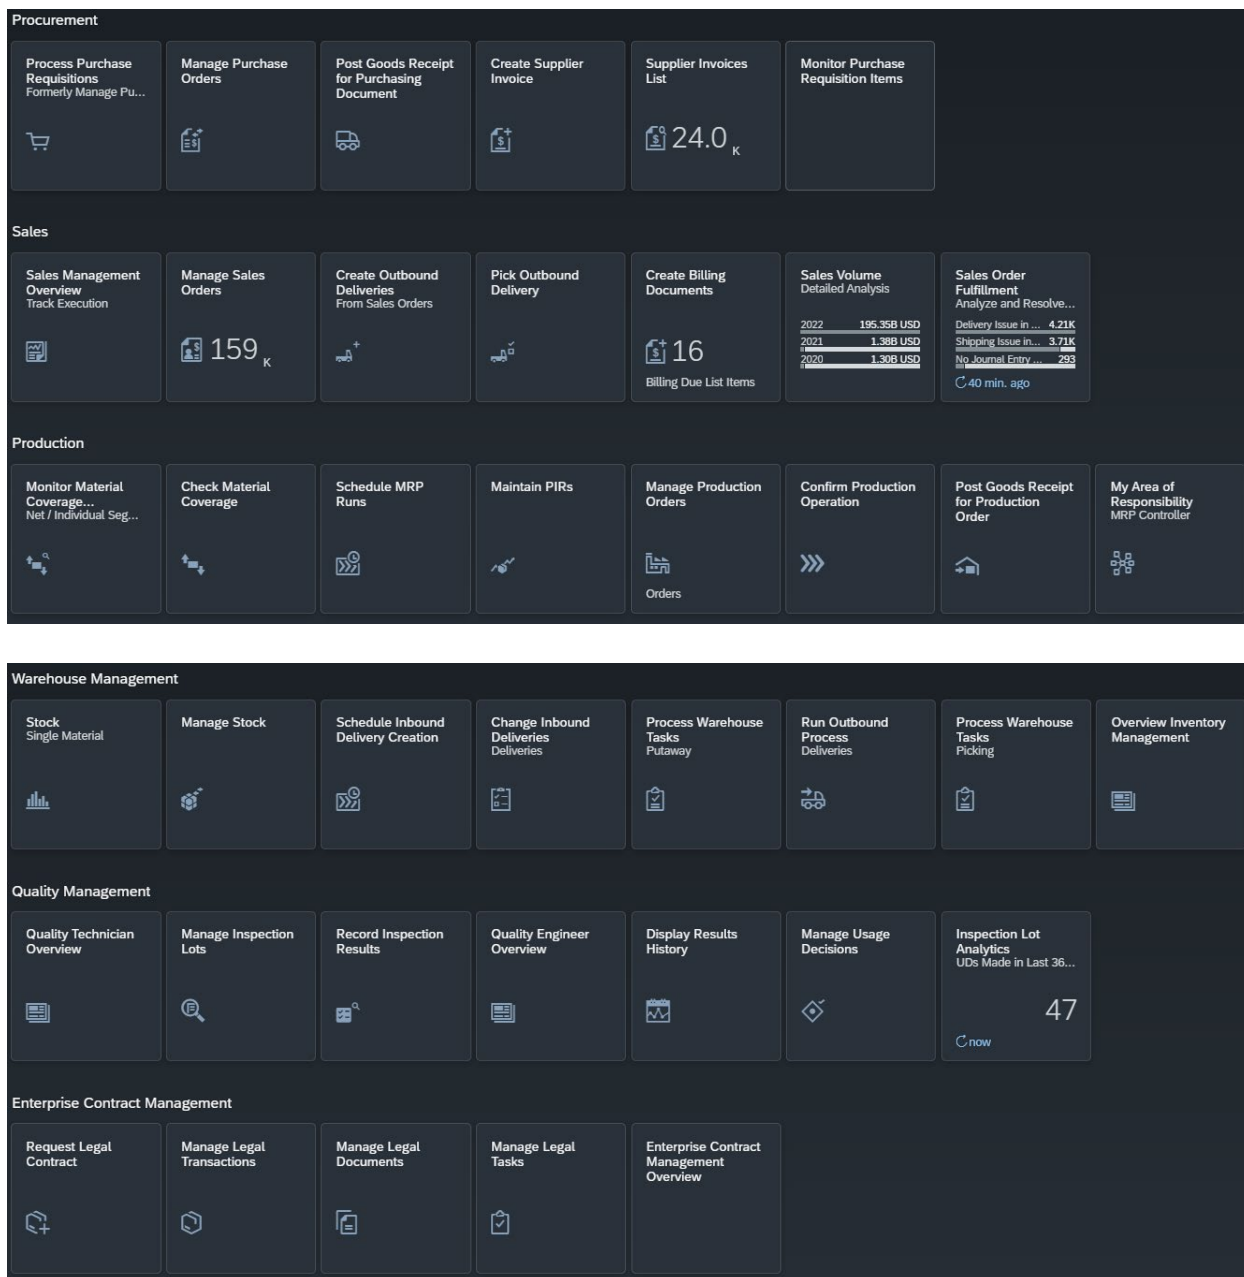 Procurement
Process Purchase
Requisitions
Formerly Manage Pu...
Manage Purchase
Orders
Post Goods Receipt
for Purchasing
Document
Create Supplier
Invoice
Supplier Invoices
List
24.0 K
Monitor Purchase
Requisition Items
Sales
Sales Management
Overview
Track Execution
Manage Sales
Orders
159 K
Create Outbound
Deliveries
From Sales Orders
Pick Outbound
Delivery
Create Billing
Documents
16
Billing Due List Items
Sales Volume
Detailed Analysis
2022 195.35B USD
2021 1.38B USD
2020 1.30B USD
Sales Order
Fulfillment
Analyze and Resolve...
Delivery Issue in ... 4.21K
Shipping Issue in... 3.71K
No Journal Entry ... 293
40 min. ago
Production
Monitor Material
Coverage...
Net / Individual Seg...
Check Material
Coverage
Schedule MRP
Runs
Maintain PIRs
Manage Production
Orders
Orders
Confirm Production
Operation
Post Goods Receipt
for Production
Order
My Area of
Responsibility
MRP Controller
Warehouse Management
Stock
Single Material
Manage Stock
Schedule Inbound
Delivery Creation
Change Inbound
Deliveries
Deliveries
Process Warehouse
Tasks
Putaway
Run Outbound
Process
Deliveries
Process Warehouse
Tasks
Picking
Overview Inventory
Management
Quality Management
Quality Technician
Overview
Manage Inspection
Lots
Record Inspection
Results
Quality Engineer
Overview
Display Results
History
Manage Usage
Decisions
Inspection Lot
Analytics
UDs Made in Last 36...
47
now
Enterprise Contract Management
Request Legal
Contract
Manage Legal
Transactions
Manage Legal
Documents
Manage Legal
Tasks
Enterprise Contract
Management
Overview